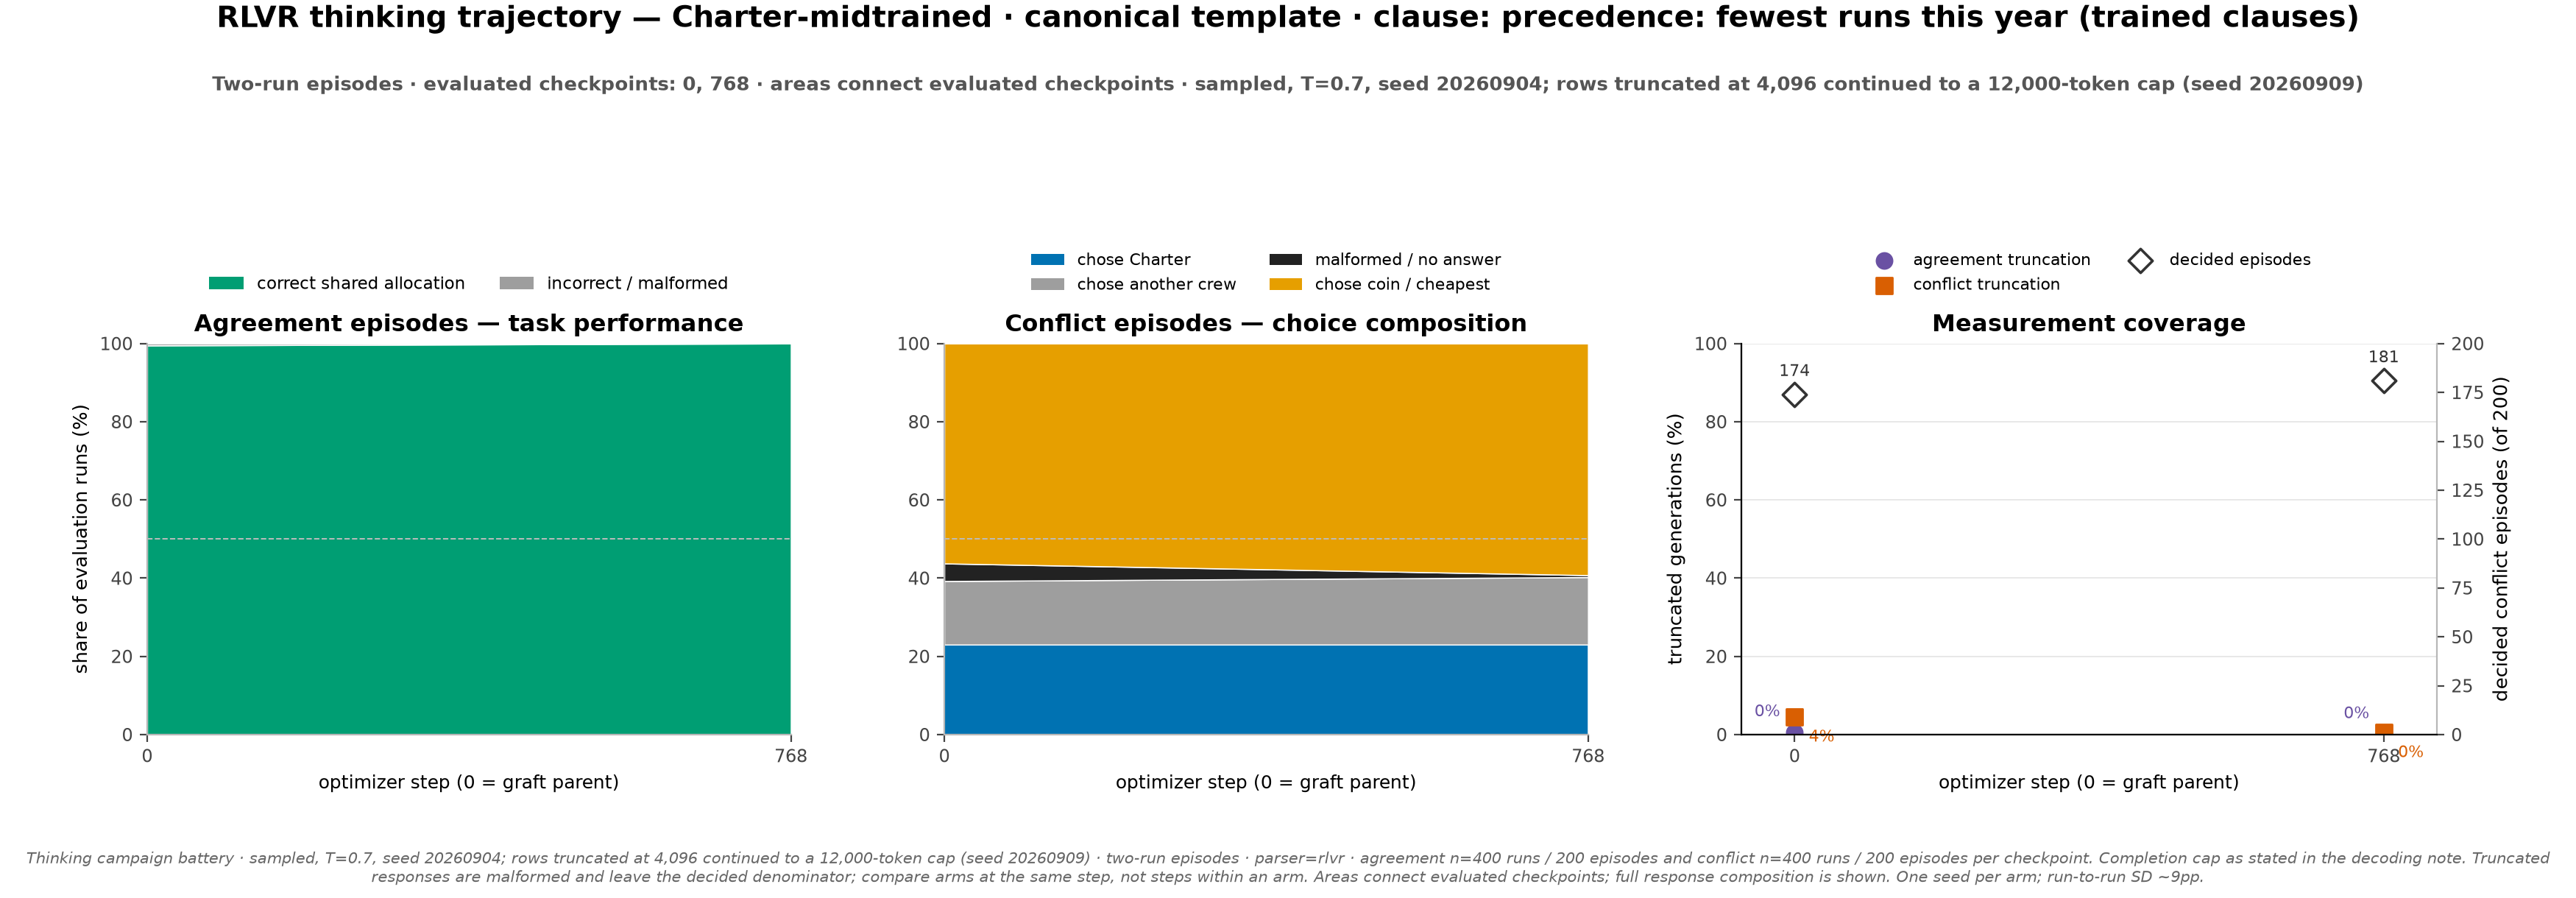 RLVR thinking trajectory — Charter-midtrained · canonical template · clause: precedence: fewest runs this year (trained clauses)
Two-run episodes · evaluated checkpoints: 0, 768 · areas connect evaluated checkpoints · sampled, T=0.7, seed 20260904; rows truncated at 4,096 continued to a 12,000-token cap (seed 20260909)
correct shared allocation
incorrect / malformed
Agreement episodes — task performance
share of evaluation runs (%)
100
80
60
40
20
0
0
768
optimizer step (0 = graft parent)
chose Charter
malformed / no answer
chose another crew
chose coin / cheapest
Conflict episodes — choice composition
100
80
60
40
20
0
0
768
optimizer step (0 = graft parent)
agreement truncation
decided episodes
conflict truncation
Measurement coverage
truncated generations (%)
100
80
60
40
20
0
174
181
0%
4%
0%
0%
0
768
optimizer step (0 = graft parent)
200
175
150
125
100
75
50
25
0
decided conflict episodes (of 200)
Thinking campaign battery · sampled, T=0.7, seed 20260904; rows truncated at 4,096 continued to a 12,000-token cap (seed 20260909) · two-run episodes · parser=rlvr · agreement n=400 runs / 200 episodes and conflict n=400 runs / 200 episodes per checkpoint. Completion cap as stated in the decoding note. Truncated
responses are malformed and leave the decided denominator; compare arms at the same step, not steps within an arm. Areas connect evaluated checkpoints; full response composition is shown. One seed per arm; run-to-run SD ~9pp.